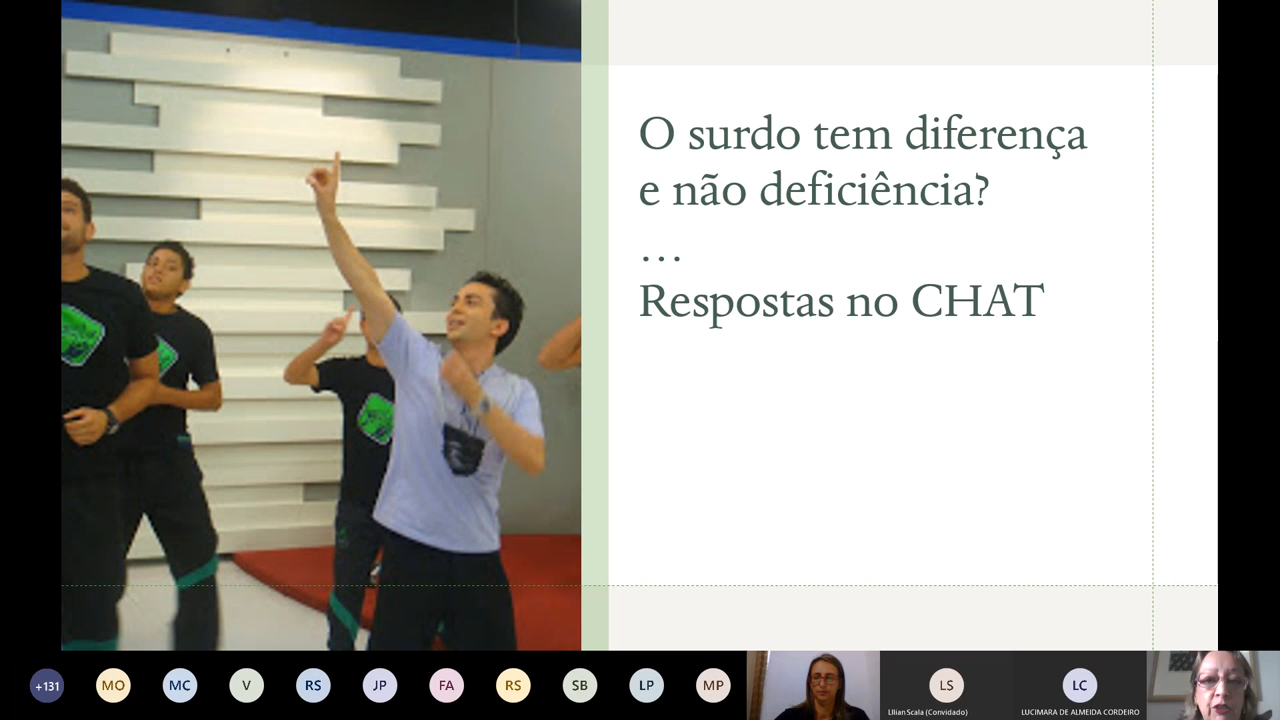 O surdo tem diferença
e não deficiência?
...
Respostas no CHAT
+131
MO
MC
V
RS
JP
FA
RS
SB
LP
MP
LS
LC
Lílian Scala (Convidado)
LUCIMARA DE ALMEIDA CORDEIRO